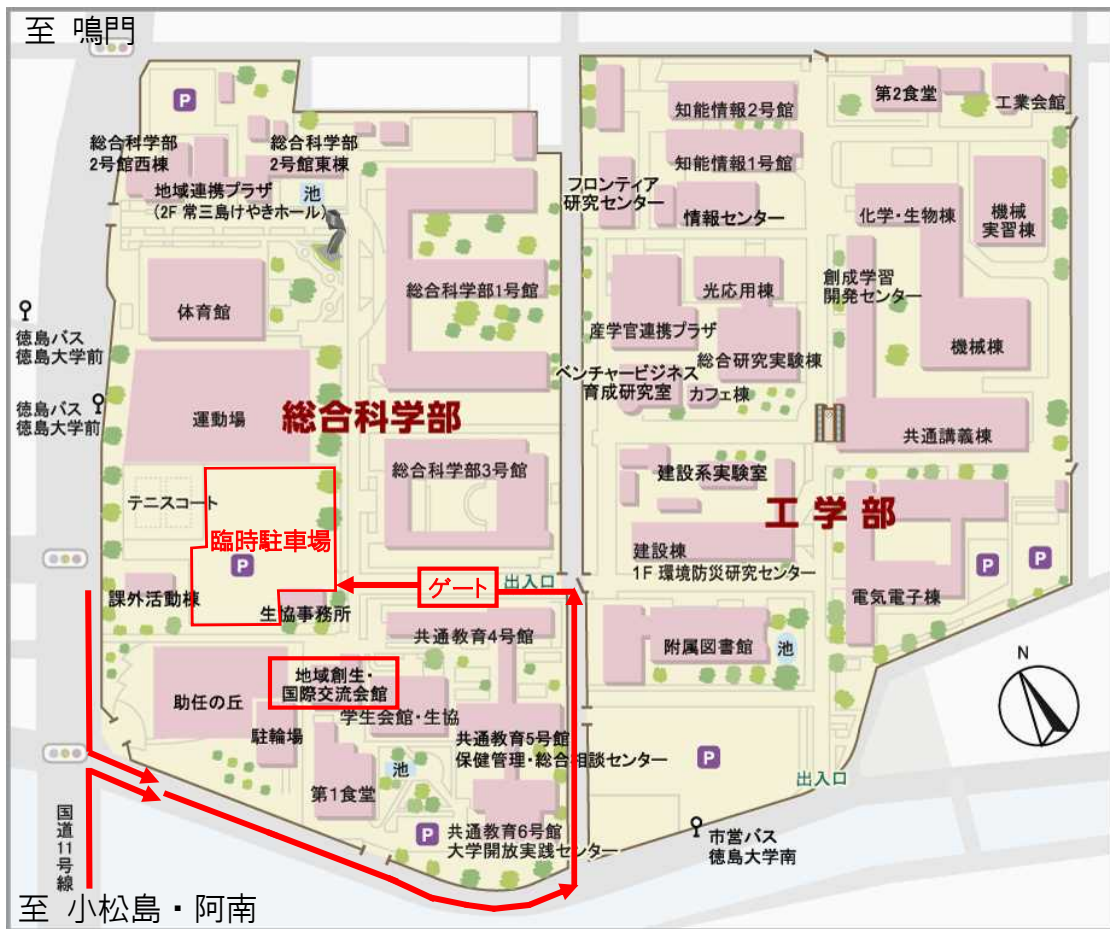 至 鳴門
P
総合科学部
2号館西棟
総合科学部
2号館東棟
地域連携プラザ
(2F 常三島けやきホール)
池
体育館
総合科学部1号館
徳島バス
徳島大学前
徳島バス
徳島大学前
運動場
総合科学部
総合科学部3号館
テニスコート
臨時駐車場
P
ゲート
出入口
課外活動棟
生協事務所
共通教育4号館
地域創生・
国際交流会館
助任の丘
学生会館・生協
駐輪場
共通教育5号館
保健管理・総合相談センター
池
第1食堂
P
共通教育6号館
大学開放実践センター
国道11号線
至 小松島・阿南
知能情報2号館
第2食堂
工業会館
知能情報1号館
フロンティア
研究センター
情報センター
化学・生物棟
機械
実習棟
光応用棟
創成学習
開発センター
産学官連携プラザ
総合研究実験棟
機械棟
ベンチャービジネス
育成研究室
カフェ棟
共通講義棟
建設系実験室
工学部
建設棟
1F 環境防災研究センター
P
P
電気電子棟
附属図書館
池
N
P
出入口
市営バス
徳島大学南